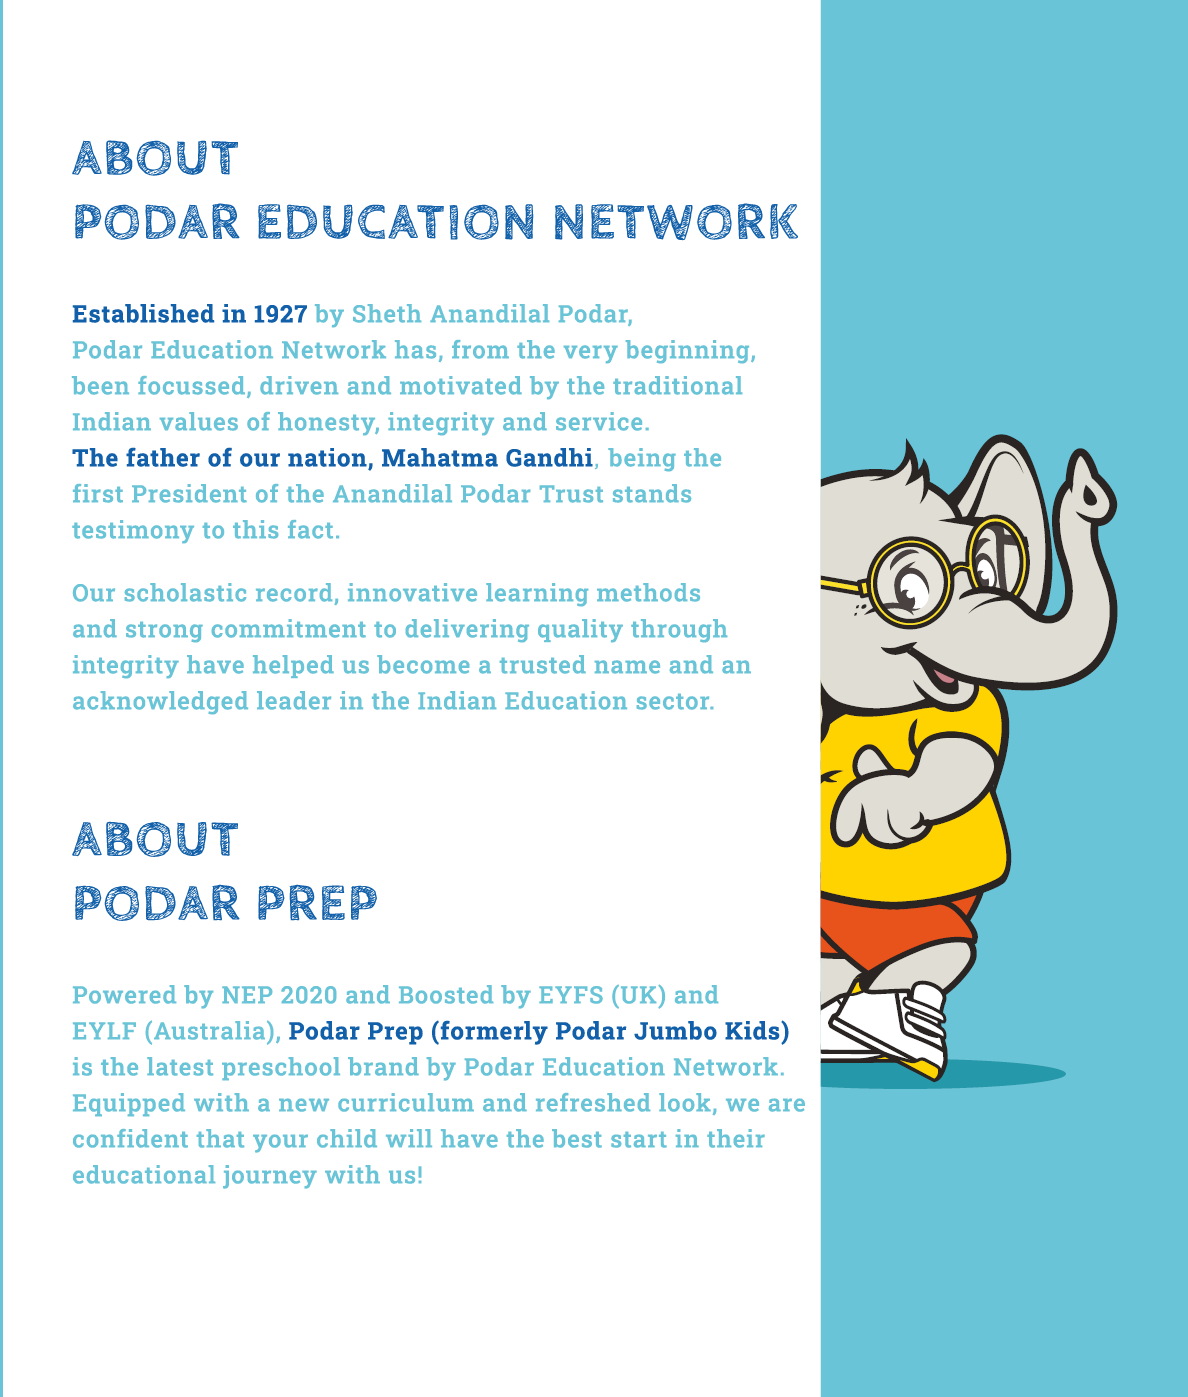 ABOUT
PODAR EDUCATION NETWORK
Established in 1927 by Sheth Anandilal Podar,
Podar Education Network has, from the very beginning,
been focussed, driven and motivated by the traditional
Indian values of honesty, integrity and service.
The father of our nation, Mahatma Gandhi, being the
first President of the Anandilal Podar Trust stands
testimony to this fact.
Our scholastic record, innovative learning methods
and strong commitment to delivering quality through
integrity have helped us become a trusted name and an
acknowledged leader in the Indian Education sector.
ABOUT
PODAR PREP
Powered by NEP 2020 and Boosted by EYFS (UK) and
EYLF (Australia), Podar Prep (formerly Podar Jumbo Kids)
is the latest preschool brand by Podar Education Network.
Equipped with a new curriculum and refreshed look, we are
confident that your child will have the best start in their
educational journey with us!